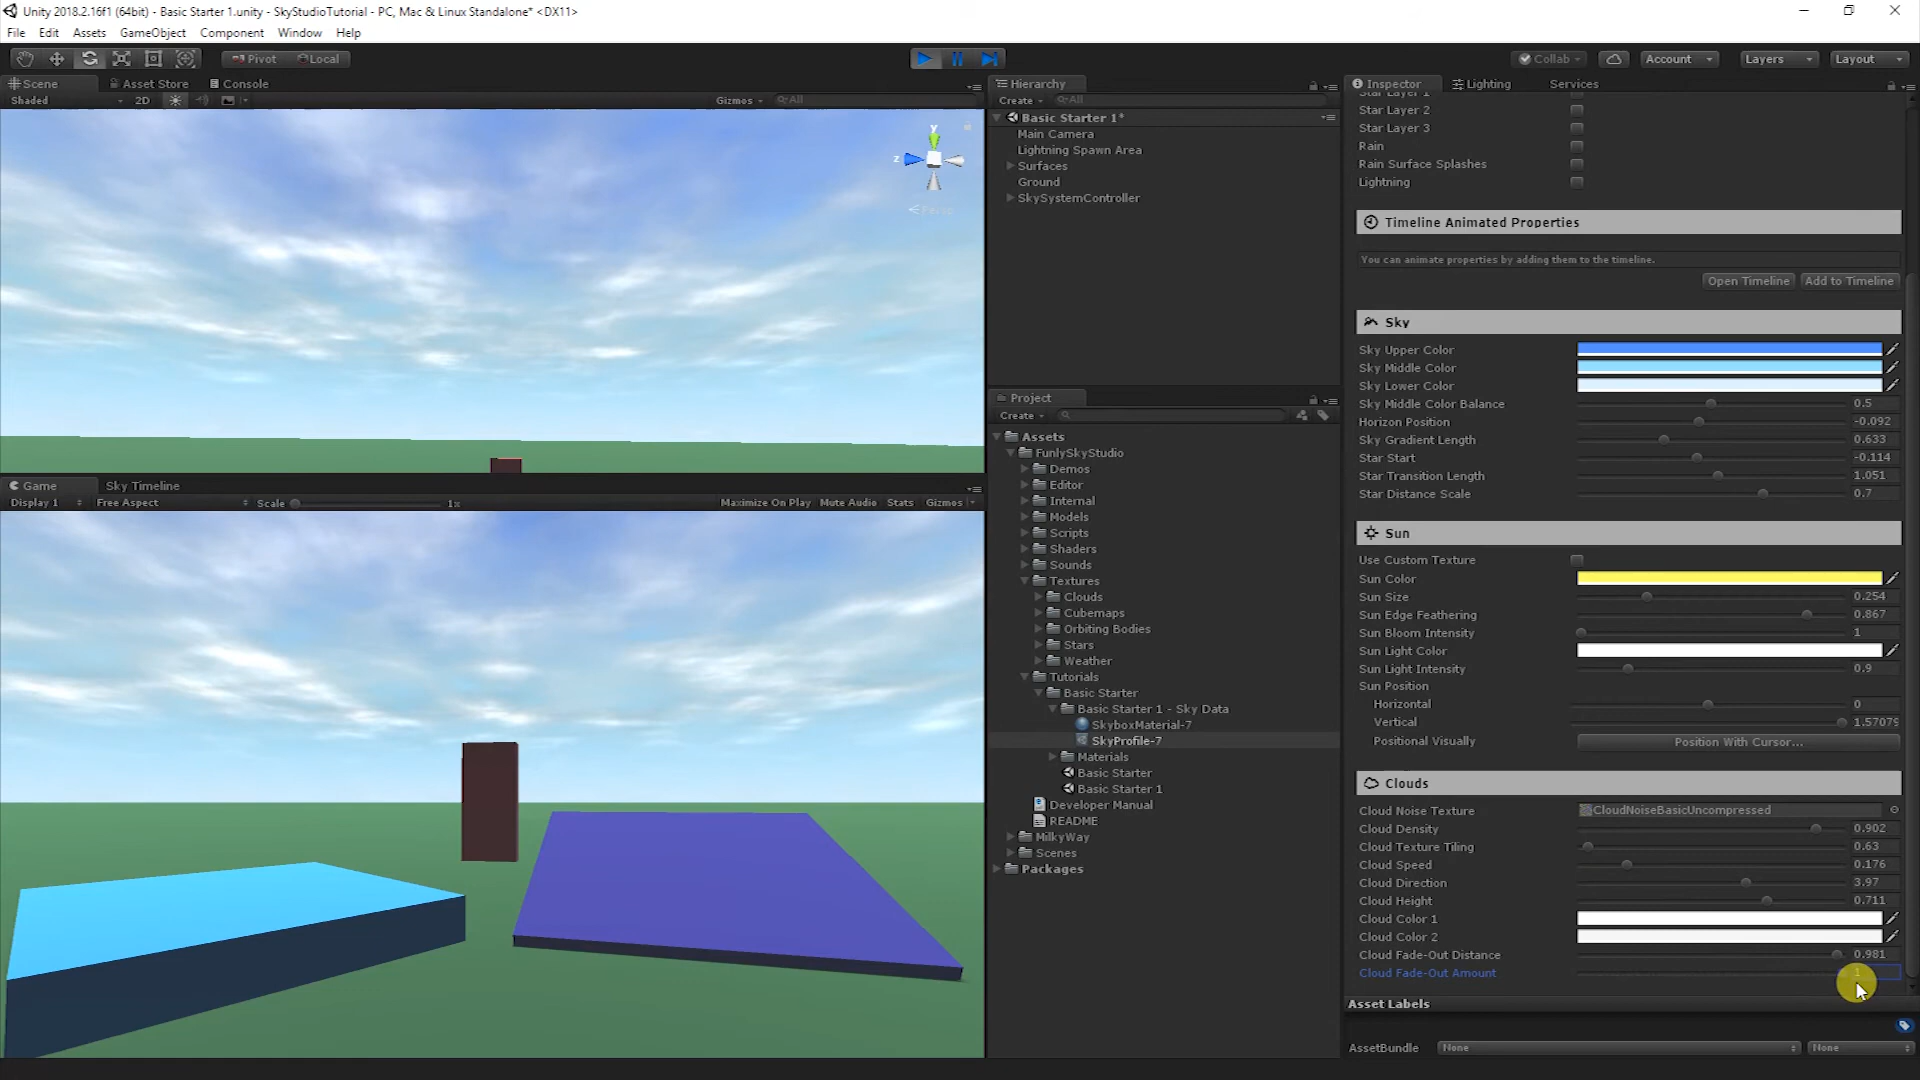 Unity 2018.2.16f1 (64bit) - Basic Starter 1.unity - SkyStudioTutorial - PC, Mac & Linux Standalone* <DX11>
File Edit Assets GameObject Component Window Help
Pivot Local
Collab Account Layers Layout
Scene Asset Store Console
Shaded 2D Gizmos All
y
z
Persp
Game Sky Timeline
Display 1 Free Aspect Scale 1x Maximize On Play Mute Audio Stats Gizmos
Hierarchy
Create All
Basic Starter 1*
Main Camera
Lightning Spawn Area
Surfaces
Ground
SkySystemController
Project
Create
Assets
FunlySkyStudio
Demos
Editor
Internal
Models
Scripts
Shaders
Sounds
Textures
Clouds
Cubemaps
Orbiting Bodies
Stars
Weather
Tutorials
Basic Starter
Basic Starter 1 - Sky Data
SkyboxMaterial-7
SkyProfile-7
Materials
Basic Starter
Basic Starter 1
Developer Manual
README
MilkyWay
Scenes
Packages
Inspector Lighting Services
Star Layer 1
Star Layer 2
Star Layer 3
Rain
Rain Surface Splashes
Lightning
Timeline Animated Properties
You can animate properties by adding them to the timeline.
Open Timeline Add to Timeline
Sky
Sky Upper Color
Sky Middle Color
Sky Lower Color
Sky Middle Color Balance 0.5
Horizon Position -0.092
Sky Gradient Length 0.633
Star Start -0.114
Star Transition Length 1.051
Star Distance Scale 0.7
Sun
Use Custom Texture
Sun Color
Sun Size 0.254
Sun Edge Feathering 0.867
Sun Bloom Intensity 1
Sun Light Color
Sun Light Intensity 0.9
Sun Position
Horizontal 0
Vertical 1.57079
Positional Visually Position With Cursor...
Clouds
Cloud Noise Texture CloudNoiseBasicUncompressed
Cloud Density 0.902
Cloud Texture Tiling 0.63
Cloud Speed 0.176
Cloud Direction 3.97
Cloud Height 0.711
Cloud Color 1
Cloud Color 2
Cloud Fade-Out Distance 0.981
Cloud Fade-Out Amount 1
Asset Labels
AssetBundle None None